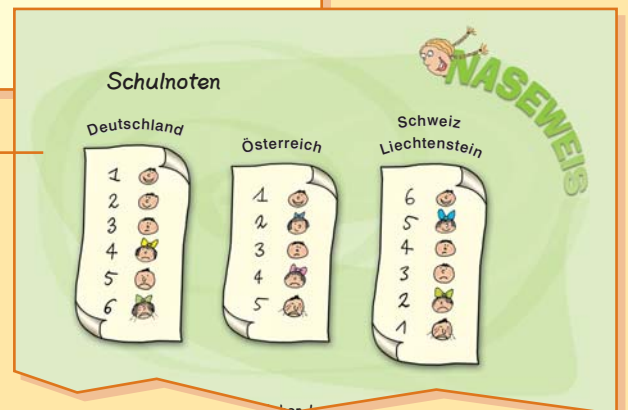 NASEWEIS
Schulnoten
Deutschland
1
2
3
4
5
6
Österreich
1
2
3
4
5
Schweiz
Liechtenstein
6
5
4
3
2
1